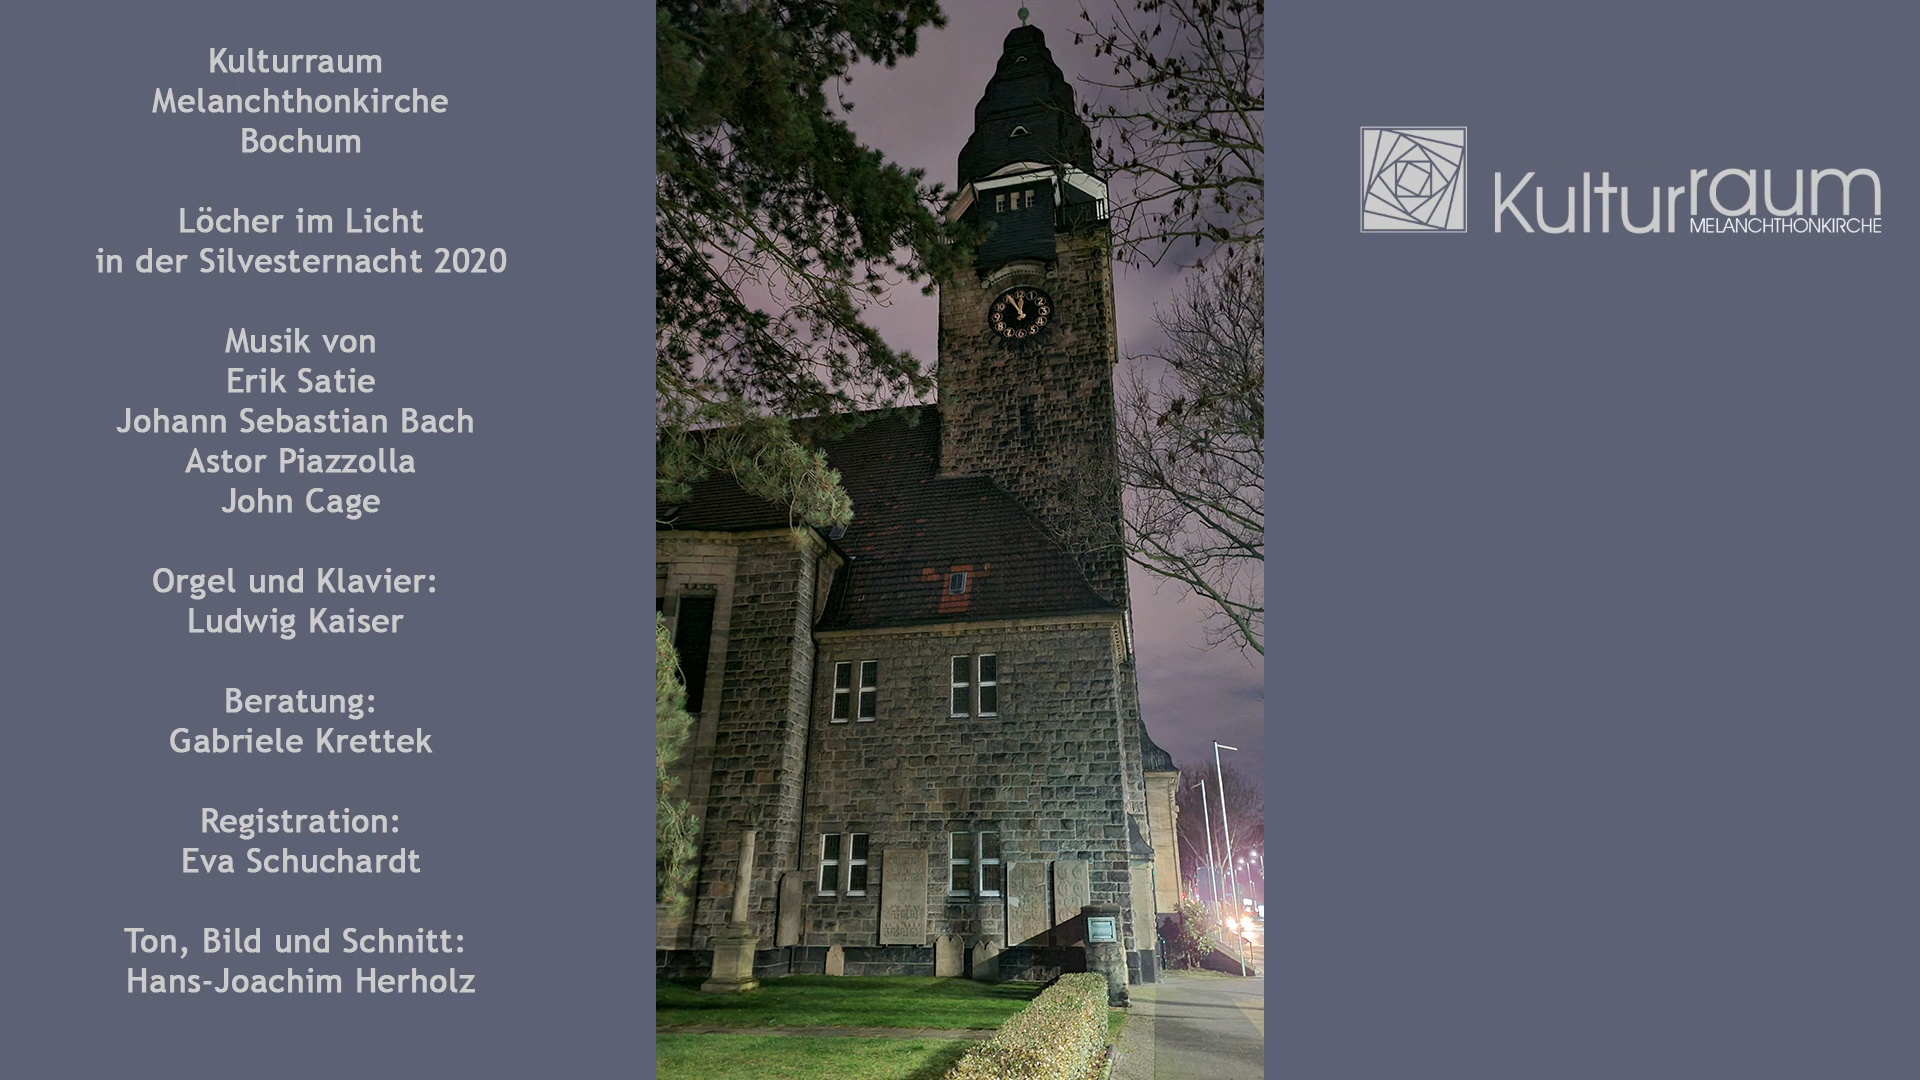 Kulturraum
Melanchthonkirche
Bochum
Löcher im Licht
in der Silvesternacht 2020
Musik von
Erik Satie
Johann Sebastian Bach
Astor Piazzolla
John Cage
Orgel und Klavier:
Ludwig Kaiser
Beratung:
Gabriele Krettek
Registration:
Eva Schuchardt
Ton, Bild und Schnitt:
Hans-Joachim Herholz
Kulturraum
MELANCHTHONKIRCHE